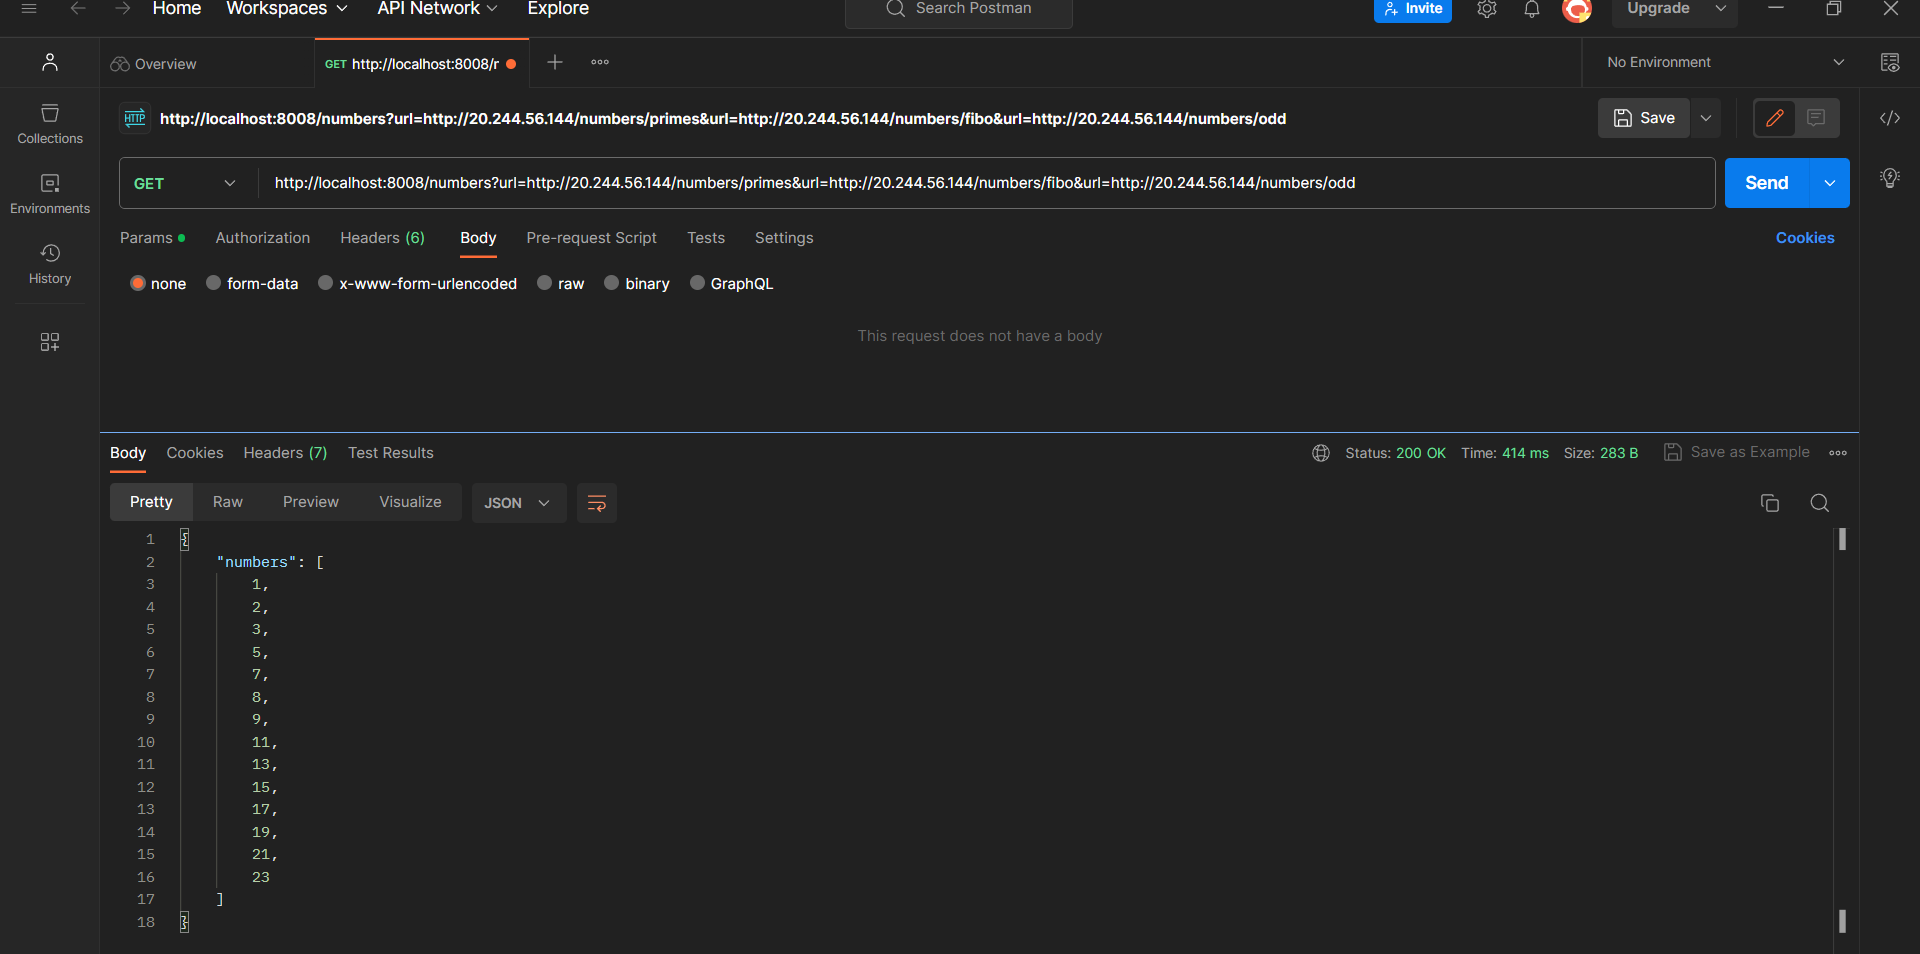 Home Workspaces API Network Explore Search Postman Invite Upgrade
Overview GET http://localhost:8008/r No Environment
HTTP http://localhost:8008/numbers?url=http://20.244.56.144/numbers/primes&url=http://20.244.56.144/numbers/fibo&url=http://20.244.56.144/numbers/odd Save
Collections
GET http://localhost:8008/numbers?url=http://20.244.56.144/numbers/primes&url=http://20.244.56.144/numbers/fibo&url=http://20.244.56.144/numbers/odd Send
Environments
Params Authorization Headers (6) Body Pre-request Script Tests Settings Cookies
History
none form-data x-www-form-urlencoded raw binary GraphQL
This request does not have a body
Body Cookies Headers (7) Test Results Status: 200 OK Time: 414 ms Size: 283 B Save as Example
Pretty Raw Preview Visualize JSON
1 {
2 "numbers": [
3 1,
4 2,
5 3,
6 5,
7 7,
8 8,
9 9,
10 11,
11 13,
12 15,
13 17,
14 19,
15 21,
16 23
17 ]
18 }